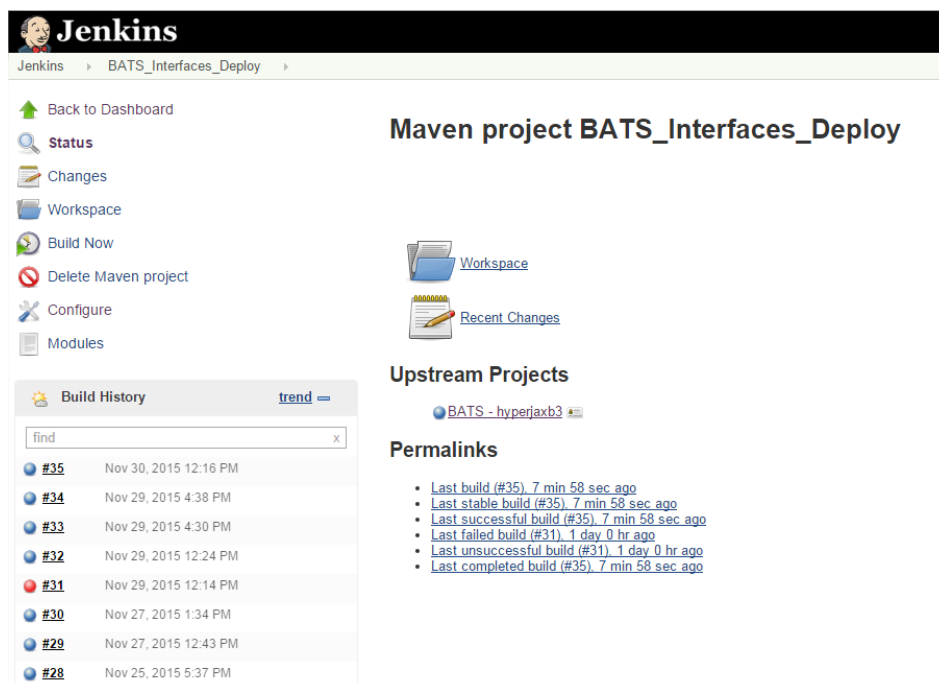 Jenkins
Jenkins BATS_Interfaces_Deploy
Back to Dashboard
Status
Changes
Workspace
Build Now
Delete Maven project
Configure
Modules
Build History trend
find x
#35 Nov 30, 2015 12:16 PM
#34 Nov 29, 2015 4:38 PM
#33 Nov 29, 2015 4:30 PM
#32 Nov 29, 2015 12:24 PM
#31 Nov 29, 2015 12:14 PM
#30 Nov 27, 2015 1:34 PM
#29 Nov 27, 2015 12:43 PM
#28 Nov 25, 2015 5:37 PM
Maven project BATS_Interfaces_Deploy
Workspace
Recent Changes
Upstream Projects
BATS - hyperjaxb3
Permalinks
Last build (#35), 7 min 58 sec ago
Last stable build (#35), 7 min 58 sec ago
Last successful build (#35), 7 min 58 sec ago
Last failed build (#31), 1 day 0 hr ago
Last unsuccessful build (#31), 1 day 0 hr ago
Last completed build (#35), 7 min 58 sec ago